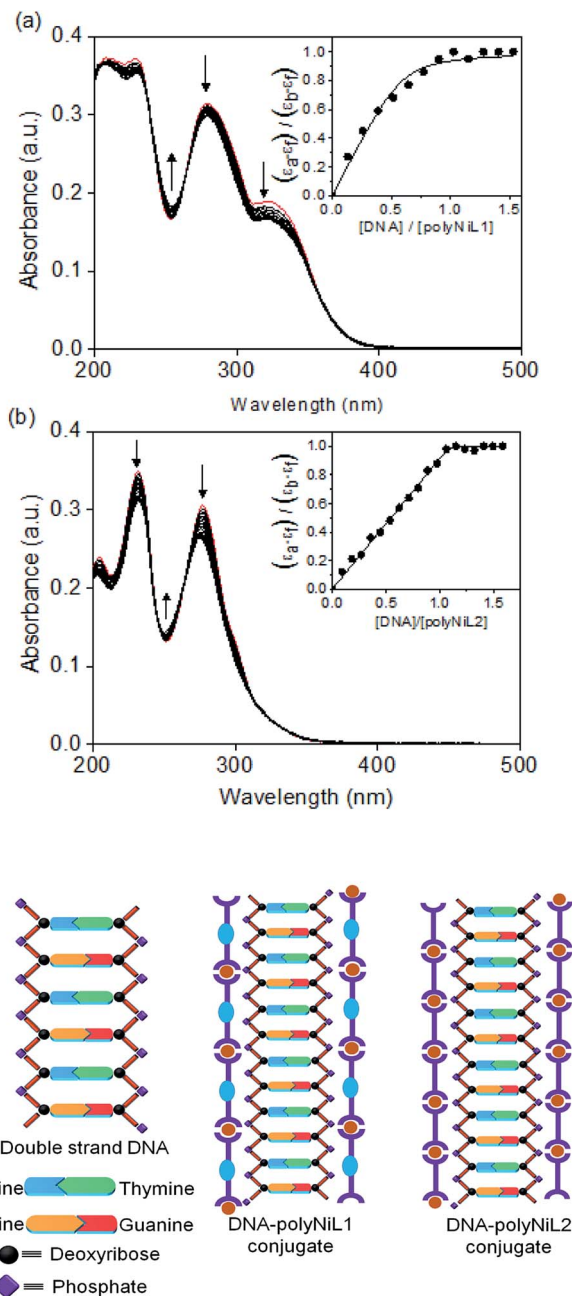 (a)
0.4
0.3
0.2
0.1
0.0
Absorbance (a.u.)
200 300 400 500
Wavelength (nm)
1.0
0.8
0.6
0.4
0.2
0.0
(εa-εf) / (εb-εf)
0.0 0.5 1.0 1.5
[DNA] / [polyNiL1]
(b)
0.4
0.3
0.2
0.1
0.0
Absorbance (a.u.)
200 300 400 500
Wavelength (nm)
1.0
0.8
0.6
0.4
0.2
0.0
(εa-εf) / (εb-εf)
0.0 0.5 1.0 1.5
[DNA]/[polyNiL2]
Double strand DNA
ine Thymine
ine Guanine
Deoxyribose
Phosphate
DNA-polyNiL1
conjugate
DNA-polyNiL2
conjugate